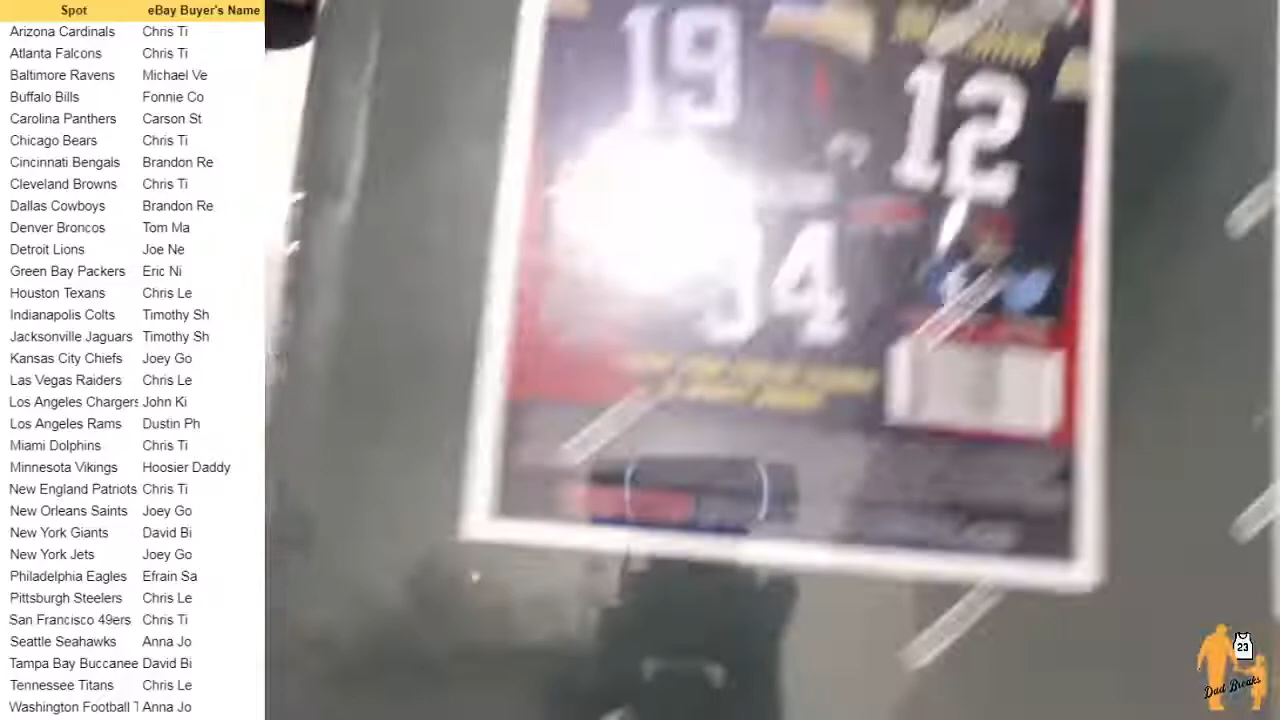 Spot eBay Buyer's Name
Arizona Cardinals Chris Ti
Atlanta Falcons Chris Ti
Baltimore Ravens Michael Ve
Buffalo Bills Fonnie Co
Carolina Panthers Carson St
Chicago Bears Chris Ti
Cincinnati Bengals Brandon Re
Cleveland Browns Chris Ti
Dallas Cowboys Brandon Re
Denver Broncos Tom Ma
Detroit Lions Joe Ne
Green Bay Packers Eric Ni
Houston Texans Chris Le
Indianapolis Colts Timothy Sh
Jacksonville Jaguars Timothy Sh
Kansas City Chiefs Joey Go
Las Vegas Raiders Chris Le
Los Angeles Chargers John Ki
Los Angeles Rams Dustin Ph
Miami Dolphins Chris Ti
Minnesota Vikings Hoosier Daddy
New England Patriots Chris Ti
New Orleans Saints Joey Go
New York Giants David Bi
New York Jets Joey Go
Philadelphia Eagles Efrain Sa
Pittsburgh Steelers Chris Le
San Francisco 49ers Chris Ti
Seattle Seahawks Anna Jo
Tampa Bay Buccanee David Bi
Tennessee Titans Chris Le
Washington Football T Anna Jo
19
12
23
Dad Breaks